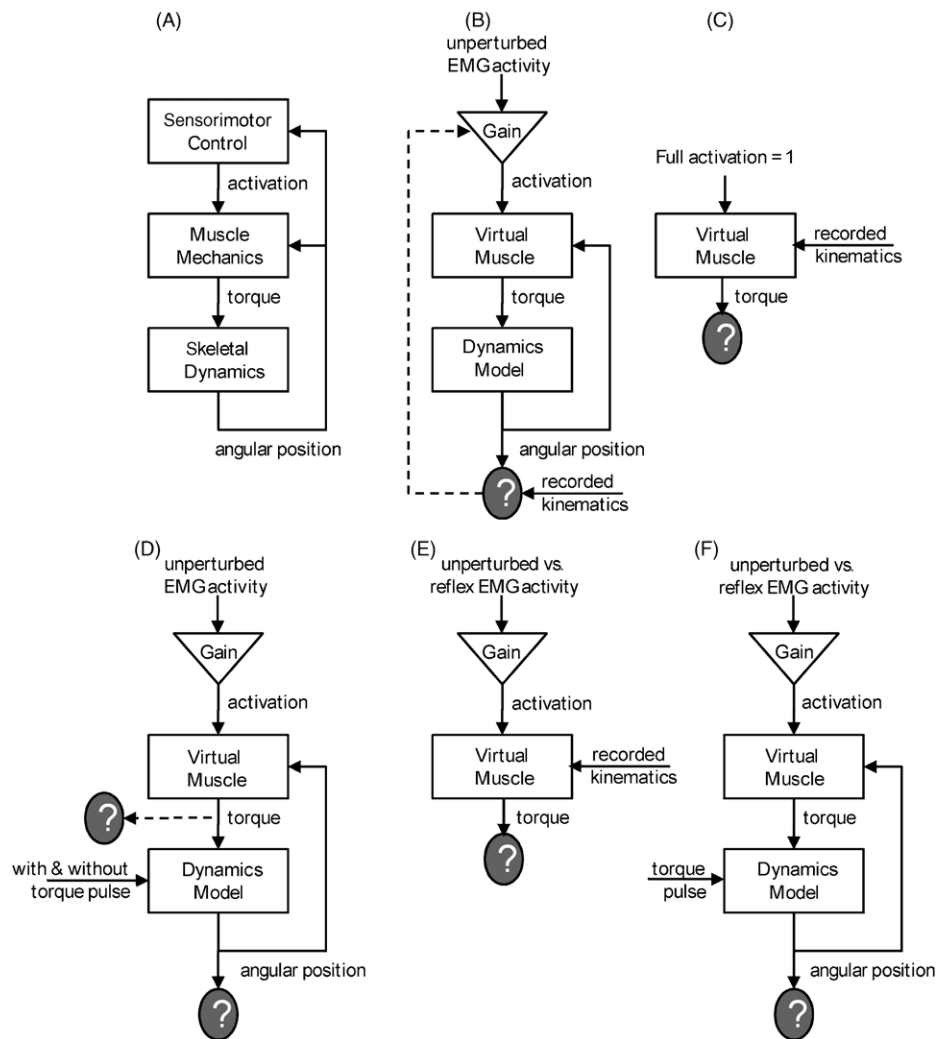 (A)
Sensorimotor
Control
activation
Muscle
Mechanics
torque
Skeletal
Dynamics
angular position
(B)
unperturbed
EMG activity
Gain
activation
Virtual
Muscle
torque
Dynamics
Model
angular position
?
recorded
kinematics
(C)
Full activation = 1
Virtual
Muscle
recorded
kinematics
torque
?
(D)
unperturbed
EMG activity
Gain
activation
Virtual
Muscle
torque
?
with & without
torque pulse
Dynamics
Model
angular position
?
(E)
unperturbed vs.
reflex EMG activity
Gain
activation
Virtual
Muscle
recorded
kinematics
torque
?
(F)
unperturbed vs.
reflex EMG activity
Gain
activation
Virtual
Muscle
torque
torque
pulse
Dynamics
Model
angular position
?